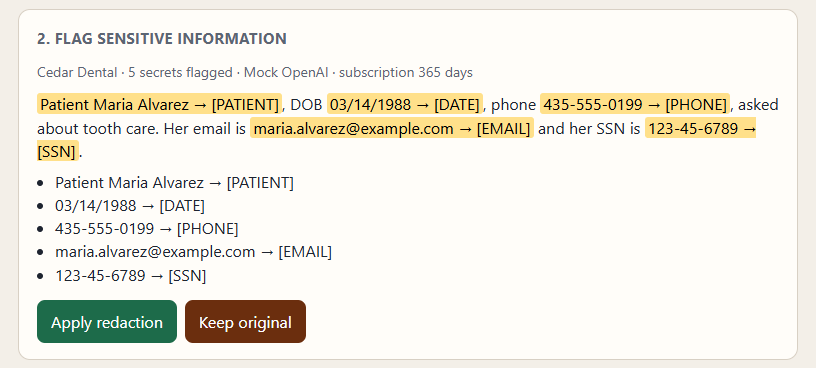 2. FLAG SENSITIVE INFORMATION
Cedar Dental · 5 secrets flagged · Mock OpenAI · subscription 365 days
Patient Maria Alvarez → [PATIENT], DOB 03/14/1988 → [DATE], phone 435-555-0199 → [PHONE], asked
about tooth care. Her email is maria.alvarez@example.com → [EMAIL] and her SSN is 123-45-6789 →
[SSN].
• Patient Maria Alvarez → [PATIENT]
• 03/14/1988 → [DATE]
• 435-555-0199 → [PHONE]
• maria.alvarez@example.com → [EMAIL]
• 123-45-6789 → [SSN]
Apply redaction
Keep original